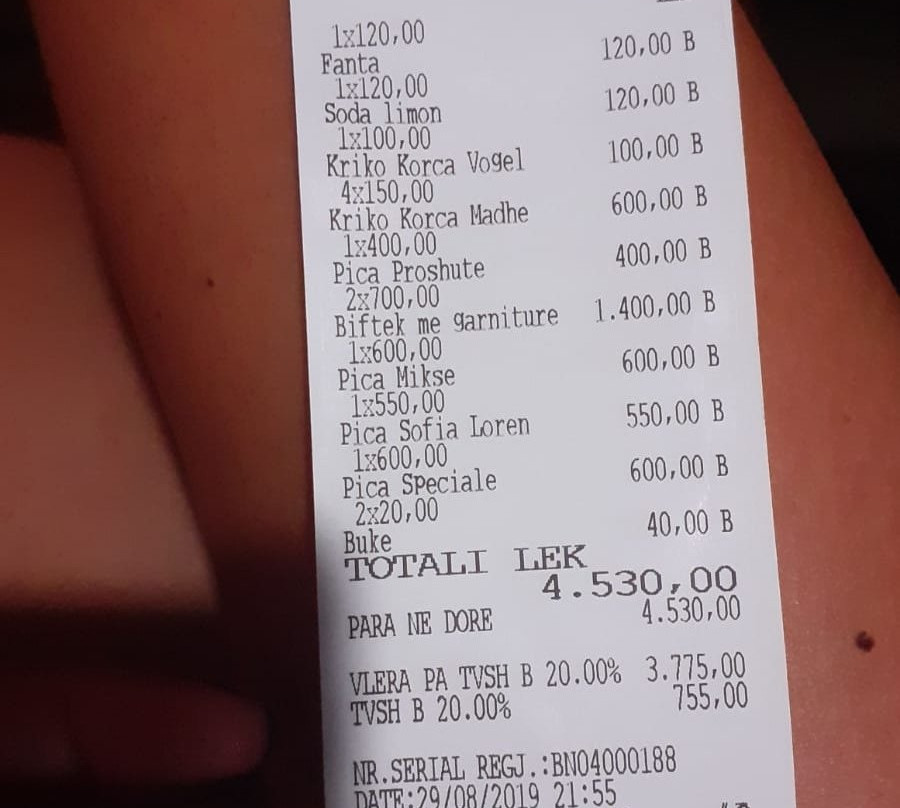 1x120,00
Fanta 120,00 B
1x120,00
Soda limon 120,00 B
1x100,00
Kriko Korca Vogel 100,00 B
4x150,00
Kriko Korca Madhe 600,00 B
1x400,00
Pica Proshute 400,00 B
2x700,00
Biftek me garniture 1.400,00 B
1x600,00
Pica Mikse 600,00 B
1x550,00
Pica Sofia Loren 550,00 B
1x600,00
Pica Speciale 600,00 B
2x20,00
Buke 40,00 B
TOTALI LEK
4.530,00
PARA NE DORE 4.530,00
VLERA PA TVSH B 20.00% 3.775,00
TVSH B 20.00% 755,00
NR.SERIAL REGJ.:BN04000188
DATE:29/08/2019 21:55